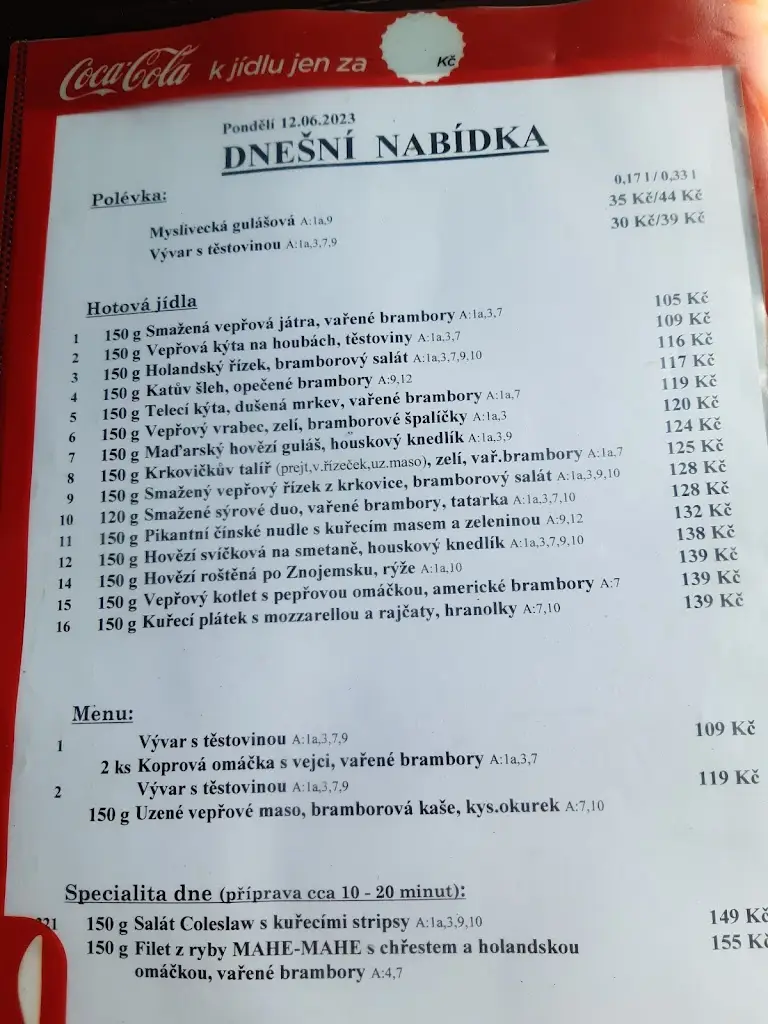 Coca-Cola k jídlu jen za Kč
Pondělí 12.06.2023
DNEŠNÍ NABÍDKA
Polévka: 0,17 l / 0,33 l
Myslivecká gulášová A:1a,9 35 Kč/44 Kč
Vývar s těstovinou A:1a,3,7,9 30 Kč/39 Kč
Hotová jídla
1 150 g Smažená vepřová játra, vařené brambory A:1a,3,7 105 Kč
2 150 g Vepřová kýta na houbách, těstoviny A:1a,3,7 109 Kč
3 150 g Holandský řízek, bramborový salát A:1a,3,7,9,10 116 Kč
4 150 g Katův šleh, opečené brambory A:9,12 117 Kč
5 150 g Telecí kýta, dušená mrkev, vařené brambory A:1a,7 119 Kč
6 150 g Vepřový vrabec, zelí, bramborové špalíčky A:1a,3 120 Kč
7 150 g Maďarský hovězí guláš, houskový knedlík A:1a,3,9 124 Kč
8 150 g Krkovičkův talíř (prejt,v.řízeček,uz.maso), zelí, vař.brambory A:1a,7 125 Kč
9 150 g Smažený vepřový řízek z krkovice, bramborový salát A:1a,3,9,10 128 Kč
10 120 g Smažené sýrové duo, vařené brambory, tatarka A:1a,3,7,10 128 Kč
11 150 g Pikantní čínské nudle s kuřecím masem a zeleninou A:9,12 132 Kč
12 150 g Hovězí svíčková na smetaně, houskový knedlík A:1a,3,7,9,10 138 Kč
14 150 g Hovězí roštěná po Znojemsku, rýže A:1a,10 139 Kč
15 150 g Vepřový kotlet s pepřovou omáčkou, americké brambory A:7 139 Kč
16 150 g Kuřecí plátek s mozzarellou a rajčaty, hranolky A:7,10 139 Kč
Menu:
1 Vývar s těstovinou A:1a,3,7,9 109 Kč
2 ks Koprová omáčka s vejci, vařené brambory A:1a,3,7
2 Vývar s těstovinou A:1a,3,7,9 119 Kč
150 g Uzené vepřové maso, bramborová kaše, kys.okurek A:7,10
Specialita dne (příprava cca 10 - 20 minut):
150 g Salát Coleslaw s kuřecími stripsy A:1a,3,9,10 149 Kč
150 g Filet z ryby MAHE-MAHE s chřestem a holandskou 155 Kč
omáčkou, vařené brambory A:4,7